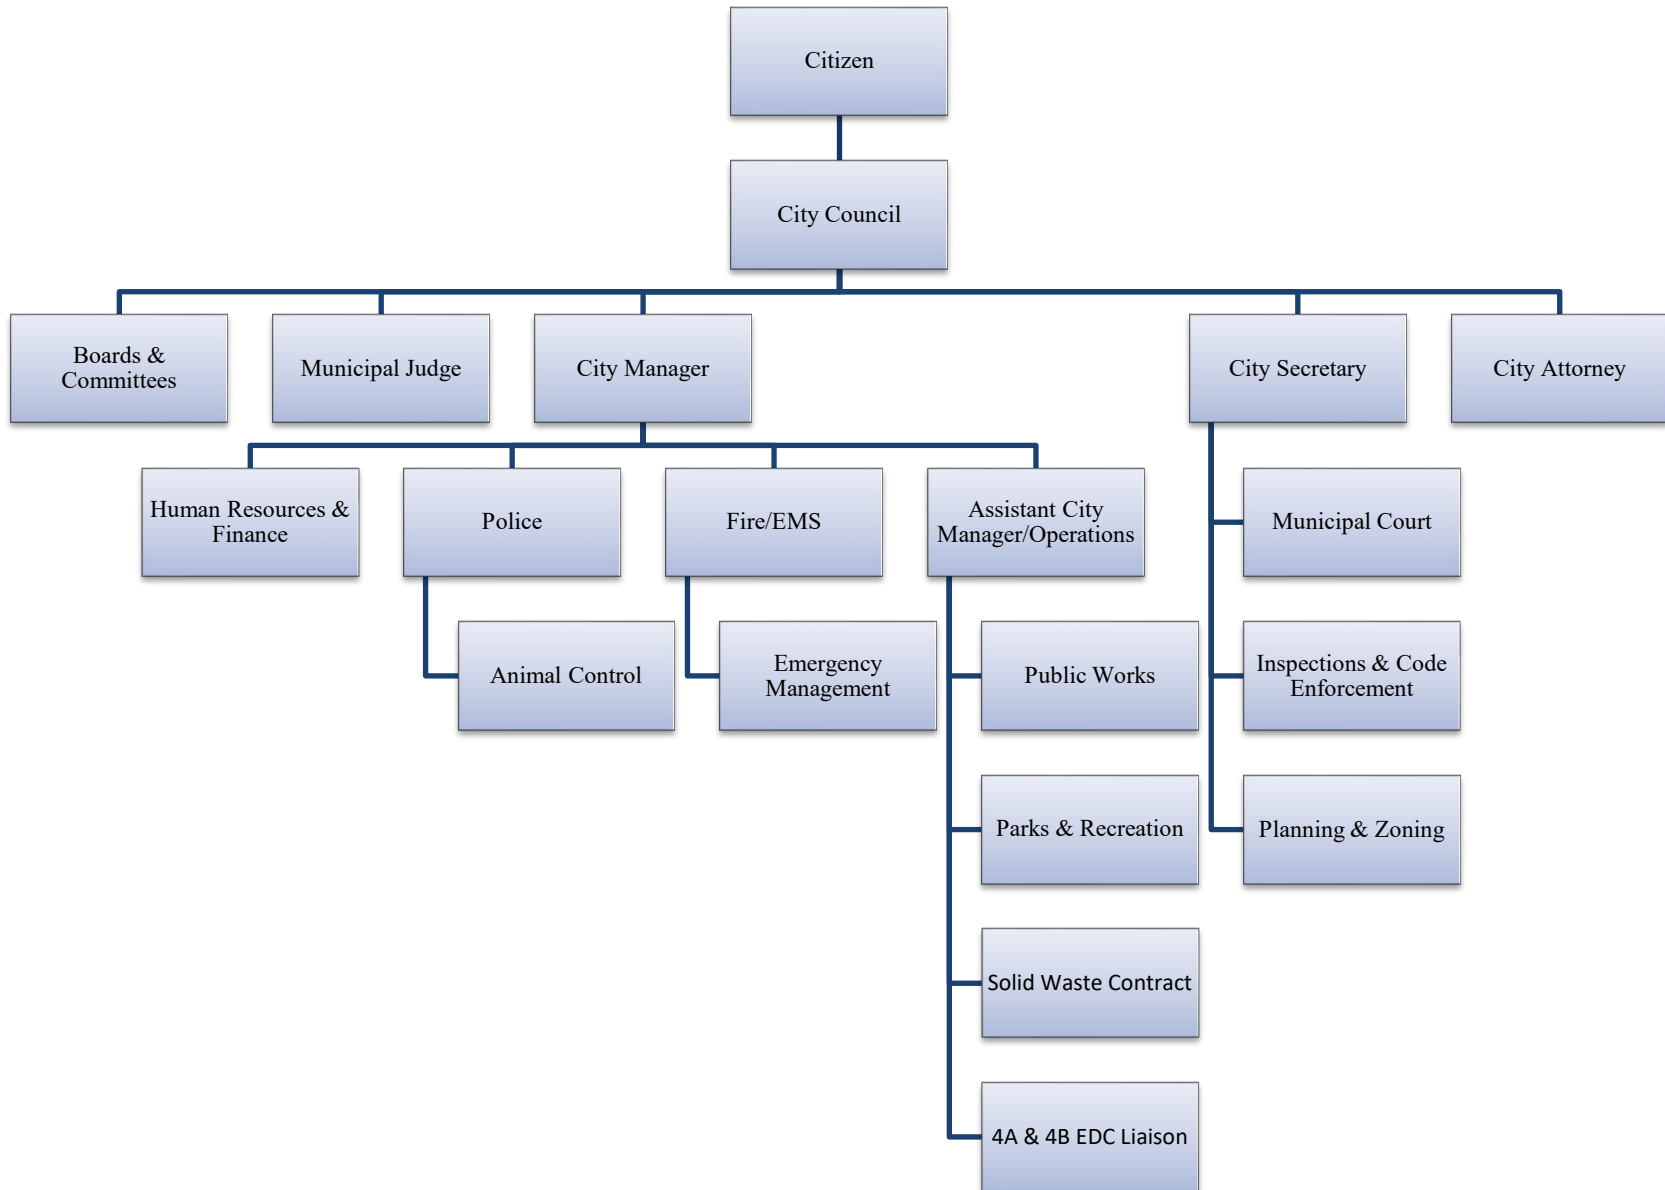 Citizen
City Council
Boards &
Committees
Municipal Judge
City Manager
City Secretary
City Attorney
Human Resources &
Finance
Police
Fire/EMS
Assistant City
Manager/Operations
Municipal Court
Animal Control
Emergency
Management
Public Works
Inspections & Code
Enforcement
Parks & Recreation
Planning & Zoning
Solid Waste Contract
4A & 4B EDC Liaison